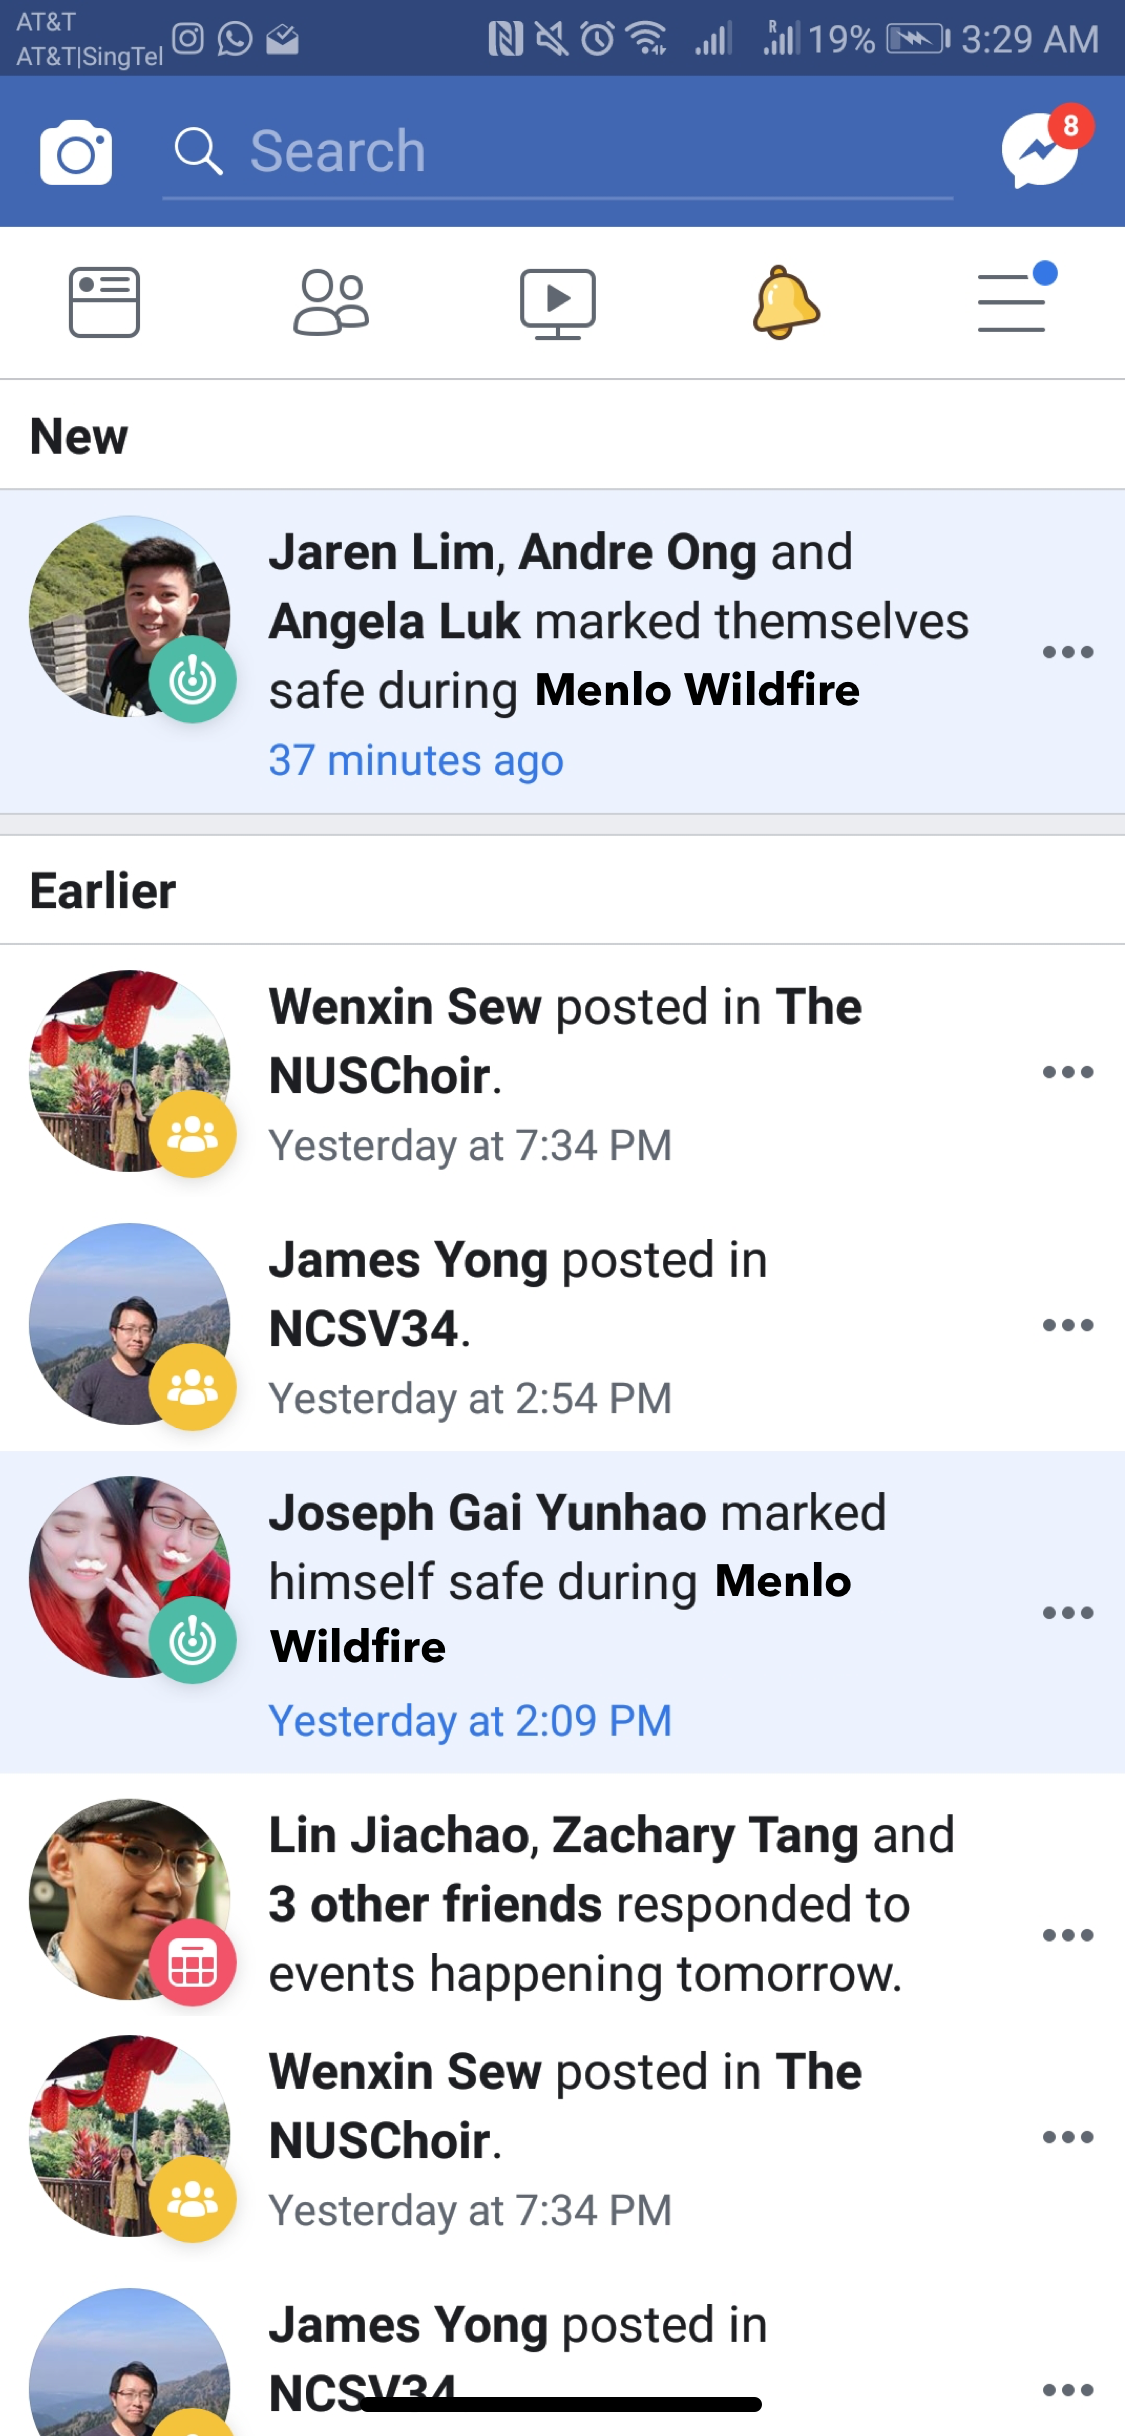 AT&T
AT&T|SingTel
19%
3:29 AM
Search
8
New
Jaren Lim, Andre Ong and
Angela Luk marked themselves
safe during Menlo Wildfire
37 minutes ago
Earlier
Wenxin Sew posted in The
NUSChoir.
Yesterday at 7:34 PM
James Yong posted in
NCSV34.
Yesterday at 2:54 PM
Joseph Gai Yunhao marked
himself safe during Menlo
Wildfire
Yesterday at 2:09 PM
Lin Jiachao, Zachary Tang and
3 other friends responded to
events happening tomorrow.
Wenxin Sew posted in The
NUSChoir.
Yesterday at 7:34 PM
James Yong posted in
NCSV34